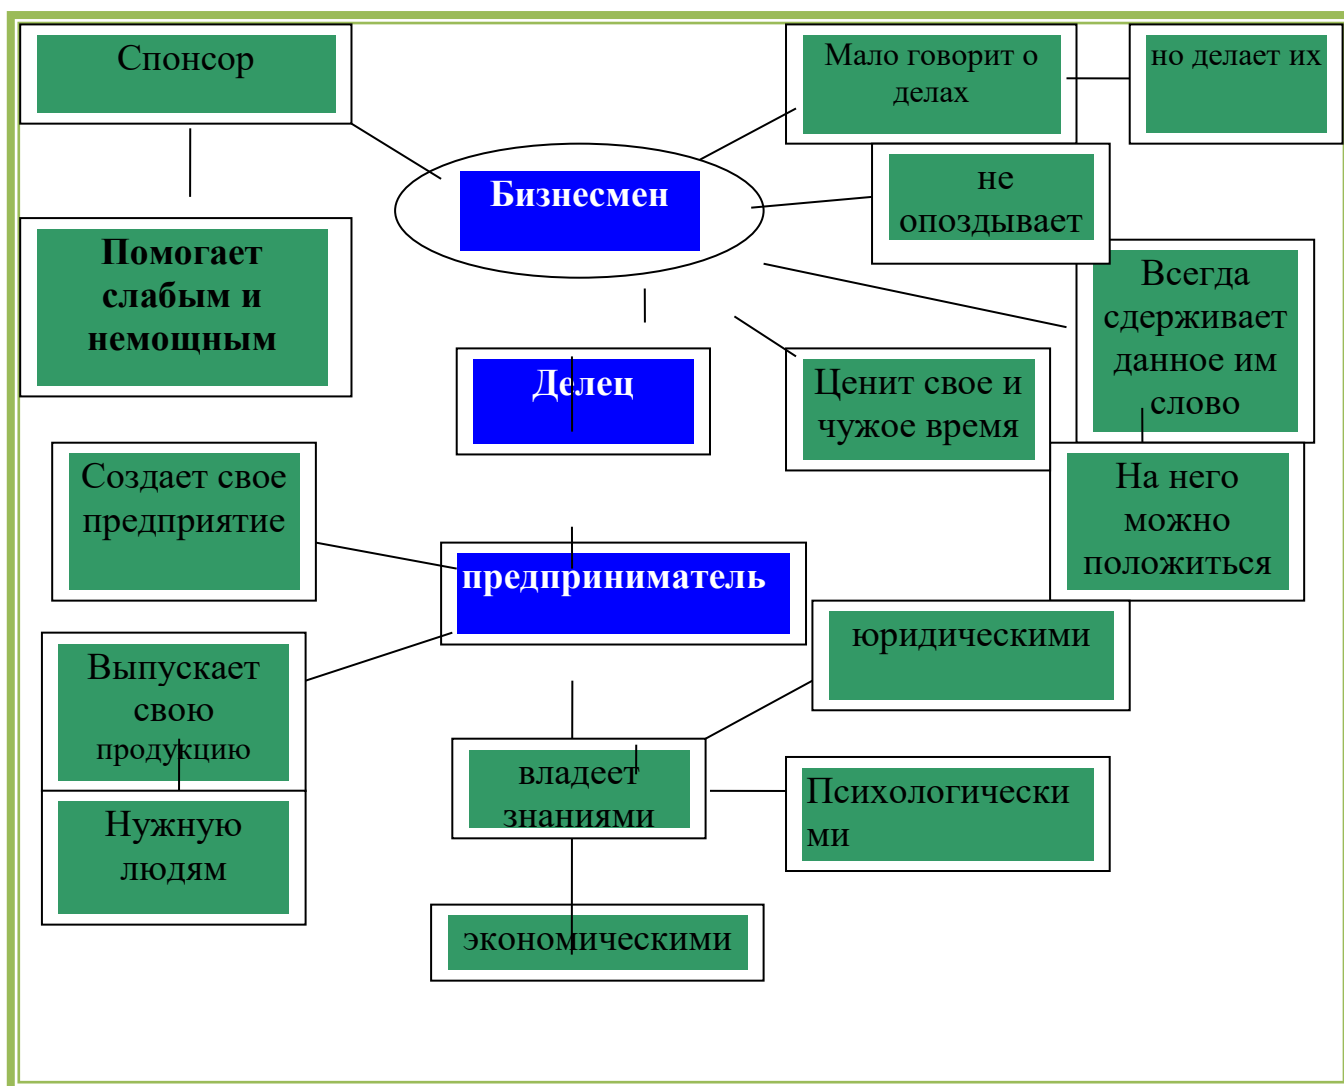 Спонсор
Мало говорит о
делах
но делает их
Бизнесмен
не
опоздывает
Помогает
слабым и
немощным
Всегда
сдерживает
данное им
слово
Делец
Ценит свое и
чужое время
Создает свое
предприятие
На него
можно
положиться
предприниматель
юридическими
Выпускает
свою
продукцию
владеет
знаниями
Психологически
ми
Нужную
людям
экономическими